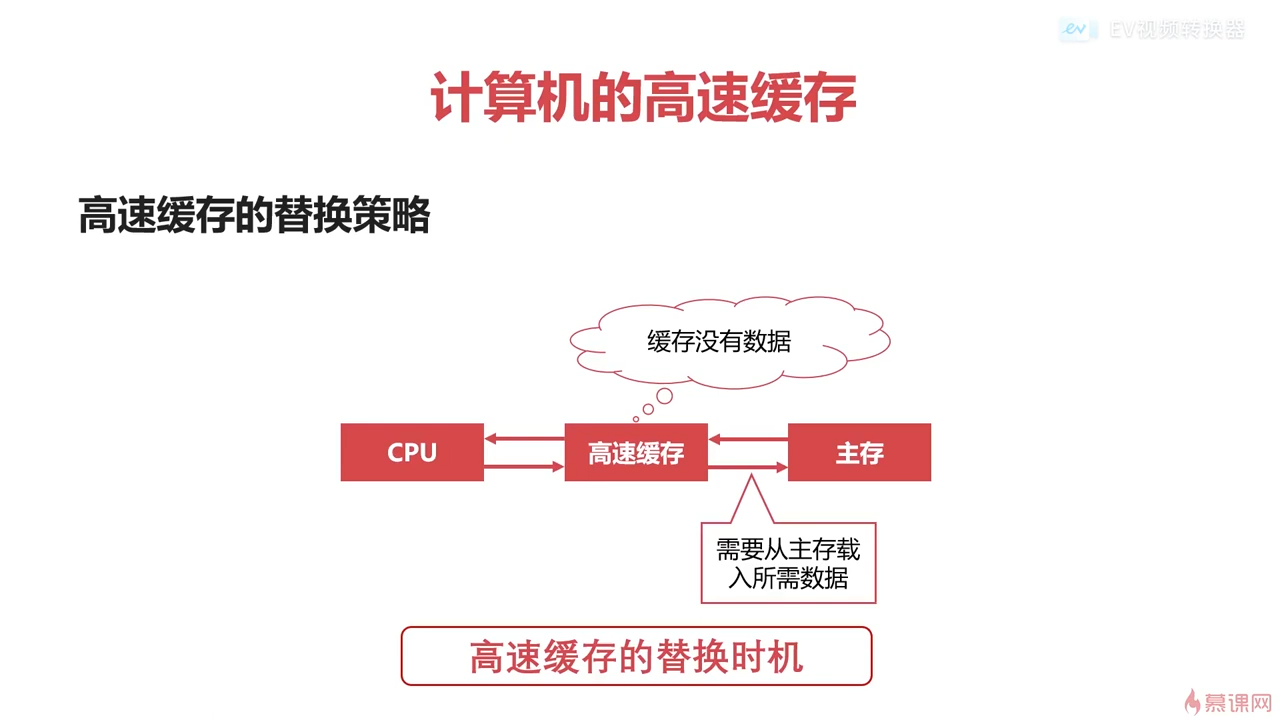 EV视频转换器
计算机的高速缓存
高速缓存的替换策略
缓存没有数据
CPU
高速缓存
主存
需要从主存载
入所需数据
高速缓存的替换时机
慕课网